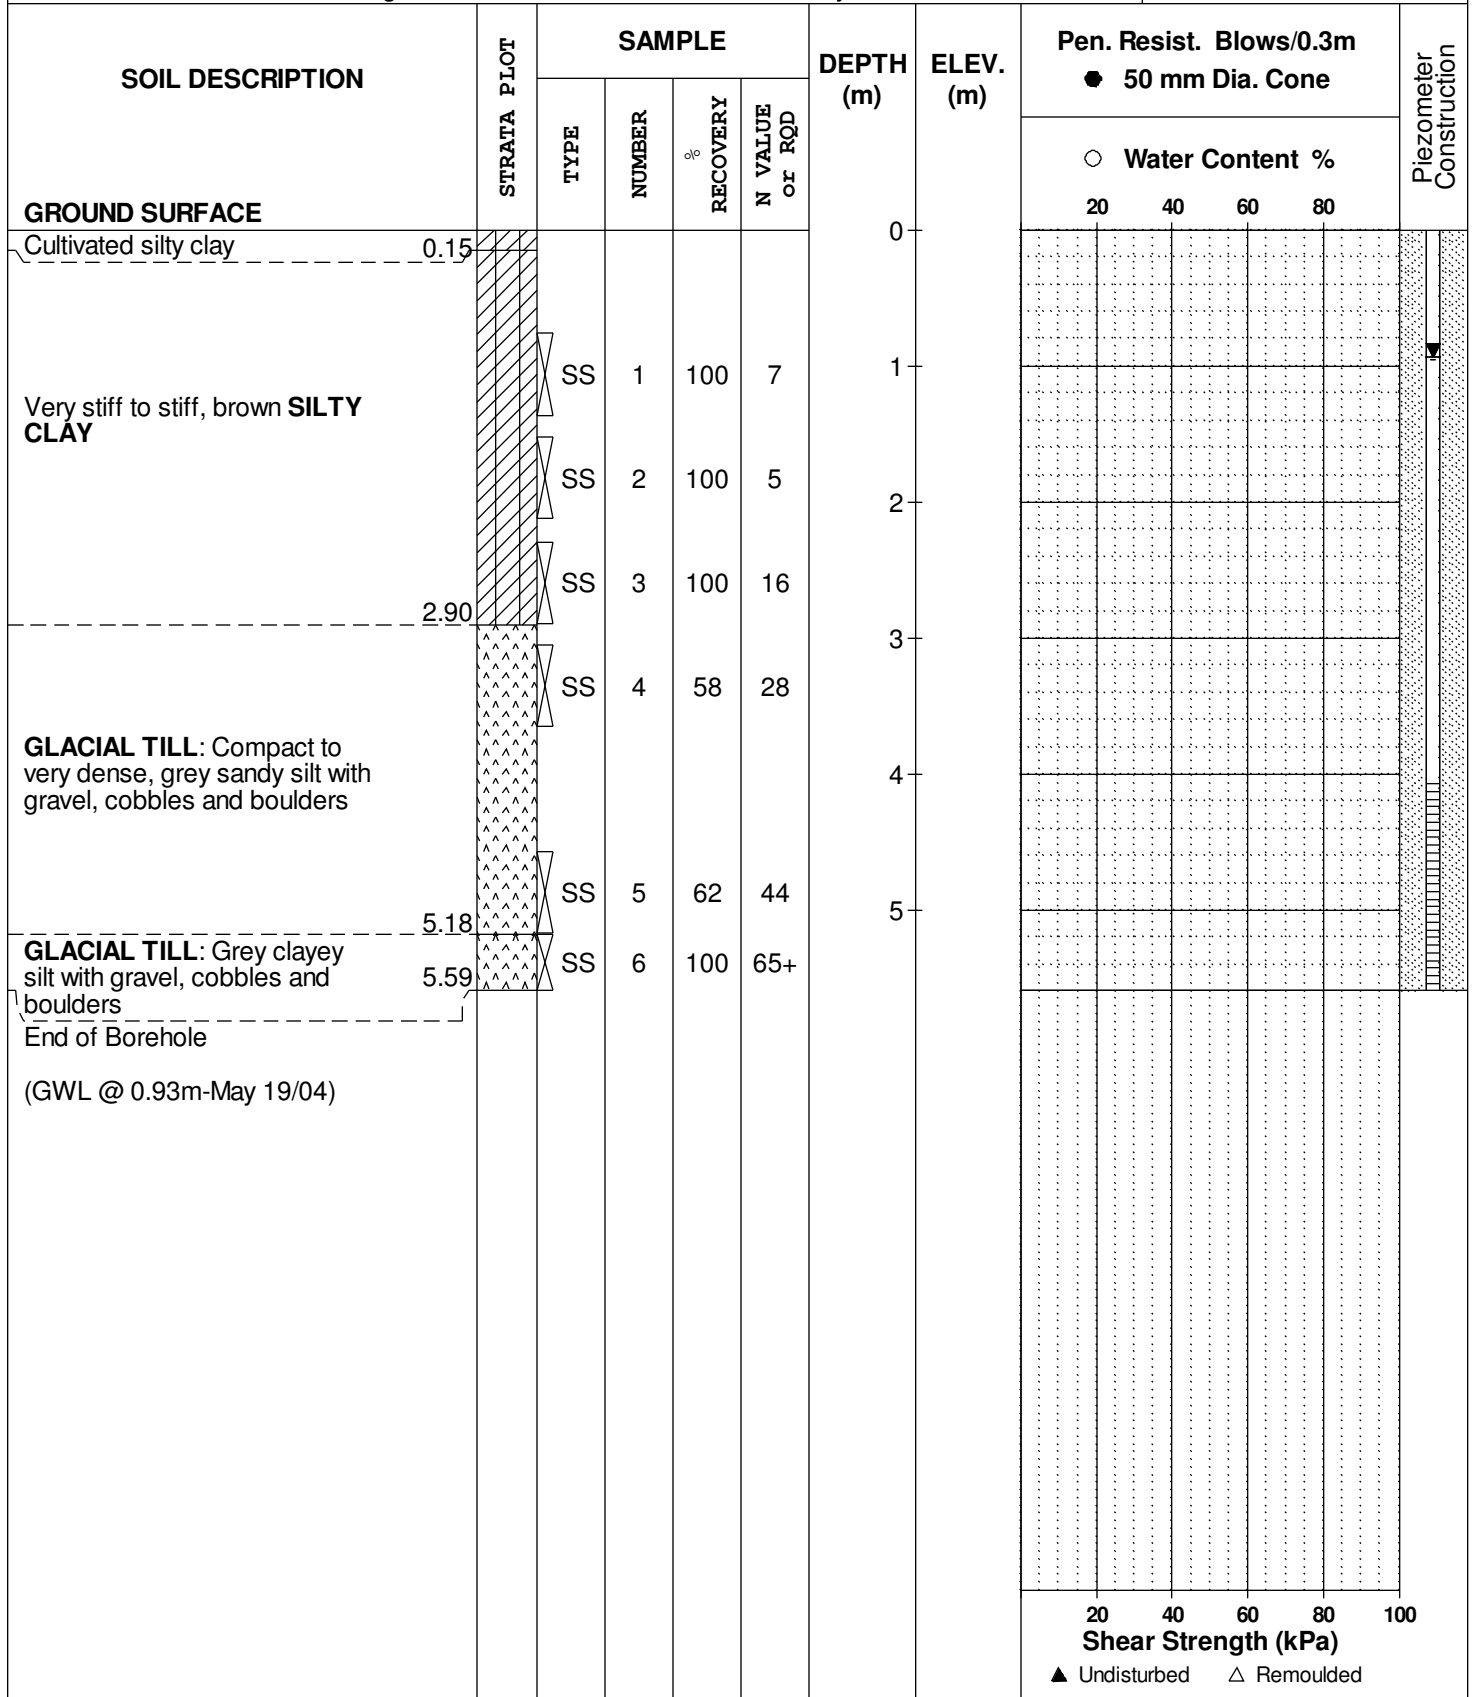 SOIL DESCRIPTION
GROUND SURFACE
STRATA PLOT
SAMPLE
TYPE
NUMBER
%
RECOVERY
N VALUE
or RQD
DEPTH
(m)
ELEV.
(m)
Pen. Resist. Blows/0.3m
● 50 mm Dia. Cone
○ Water Content %
20 40 60 80
Piezometer
Construction
0
Cultivated silty clay 0.15
SS 1 100 7
1
Very stiff to stiff, brown SILTY
CLAY
SS 2 100 5
2
SS 3 100 16
2.90
3
SS 4 58 28
GLACIAL TILL: Compact to
very dense, grey sandy silt with
gravel, cobbles and boulders
4
SS 5 62 44
5
5.18
GLACIAL TILL: Grey clayey
silt with gravel, cobbles and 5.59
boulders
SS 6 100 65+
End of Borehole
(GWL @ 0.93m-May 19/04)
20 40 60 80 100
Shear Strength (kPa)
▲ Undisturbed △ Remoulded